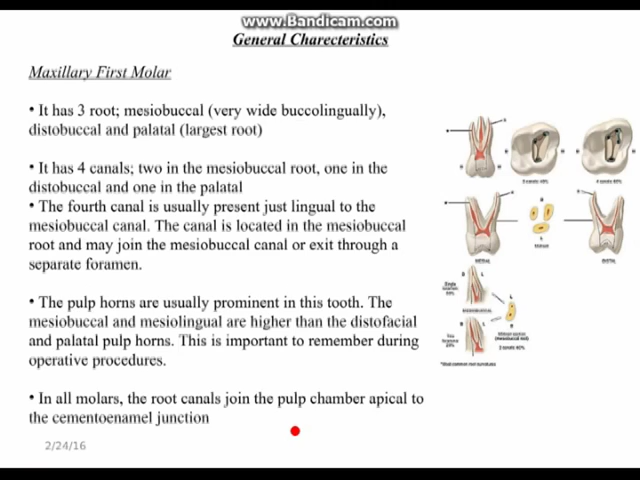 www.Bandicam.com
General Charecteristics
Maxillary First Molar
• It has 3 root; mesiobuccal (very wide buccolingually),
distobuccal and palatal (largest root)
• It has 4 canals; two in the mesiobuccal root, one in the
distobuccal and one in the palatal
• The fourth canal is usually present just lingual to the
mesiobuccal canal. The canal is located in the mesiobuccal
root and may join the mesiobuccal canal or exit through a
separate foramen.
• The pulp horns are usually prominent in this tooth. The
mesiobuccal and mesiolingual are higher than the distofacial
and palatal pulp horns. This is important to remember during
operative procedures.
• In all molars, the root canals join the pulp chamber apical to
the cementoenamel junction
2/24/16